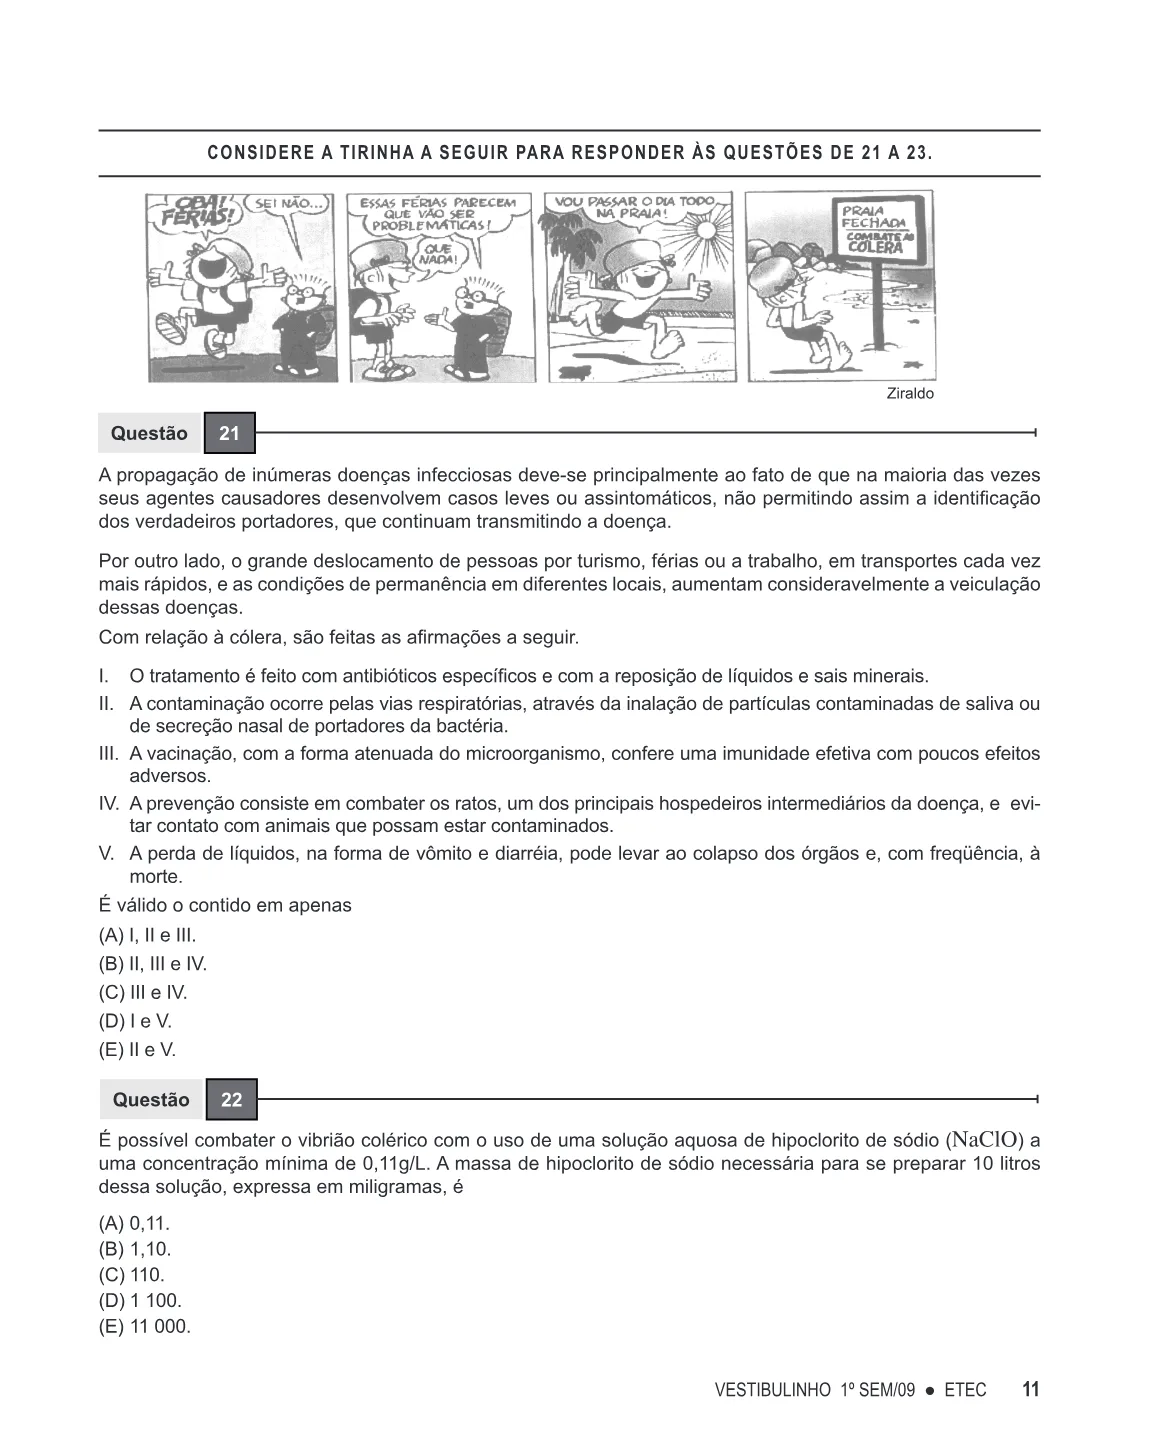 CONSIDERE A TIRINHA A SEGUIR PARA RESPONDER ÀS QUESTÕES DE 21 A 23.
OBA!
FÉRIAS!
SEI NÃO...
ESSAS FÉRIAS PARECEM
QUE VÃO SER
PROBLEMÁTICAS!
QUE
NADA!
VOU PASSAR O DIA TODO
NA PRAIA!
PRAIA
FECHADA
COMBATE AO
CÓLERA
Ziraldo
Questão 21
A propagação de inúmeras doenças infecciosas deve-se principalmente ao fato de que na maioria das vezes
seus agentes causadores desenvolvem casos leves ou assintomáticos, não permitindo assim a identificação
dos verdadeiros portadores, que continuam transmitindo a doença.
Por outro lado, o grande deslocamento de pessoas por turismo, férias ou a trabalho, em transportes cada vez
mais rápidos, e as condições de permanência em diferentes locais, aumentam consideravelmente a veiculação
dessas doenças.
Com relação à cólera, são feitas as afirmações a seguir.
I. O tratamento é feito com antibióticos específicos e com a reposição de líquidos e sais minerais.
II. A contaminação ocorre pelas vias respiratórias, através da inalação de partículas contaminadas de saliva ou
de secreção nasal de portadores da bactéria.
III. A vacinação, com a forma atenuada do microorganismo, confere uma imunidade efetiva com poucos efeitos
adversos.
IV. A prevenção consiste em combater os ratos, um dos principais hospedeiros intermediários da doença, e evi-
tar contato com animais que possam estar contaminados.
V. A perda de líquidos, na forma de vômito e diarréia, pode levar ao colapso dos órgãos e, com freqüência, à
morte.
É válido o contido em apenas
(A) I, II e III.
(B) II, III e IV.
(C) III e IV.
(D) I e V.
(E) II e V.
Questão 22
É possível combater o vibrião colérico com o uso de uma solução aquosa de hipoclorito de sódio (NaClO) a
uma concentração mínima de 0,11g/L. A massa de hipoclorito de sódio necessária para se preparar 10 litros
dessa solução, expressa em miligramas, é
(A) 0,11.
(B) 1,10.
(C) 110.
(D) 1 100.
(E) 11 000.
VESTIBULINHO 1º SEM/09 ● ETEC 11